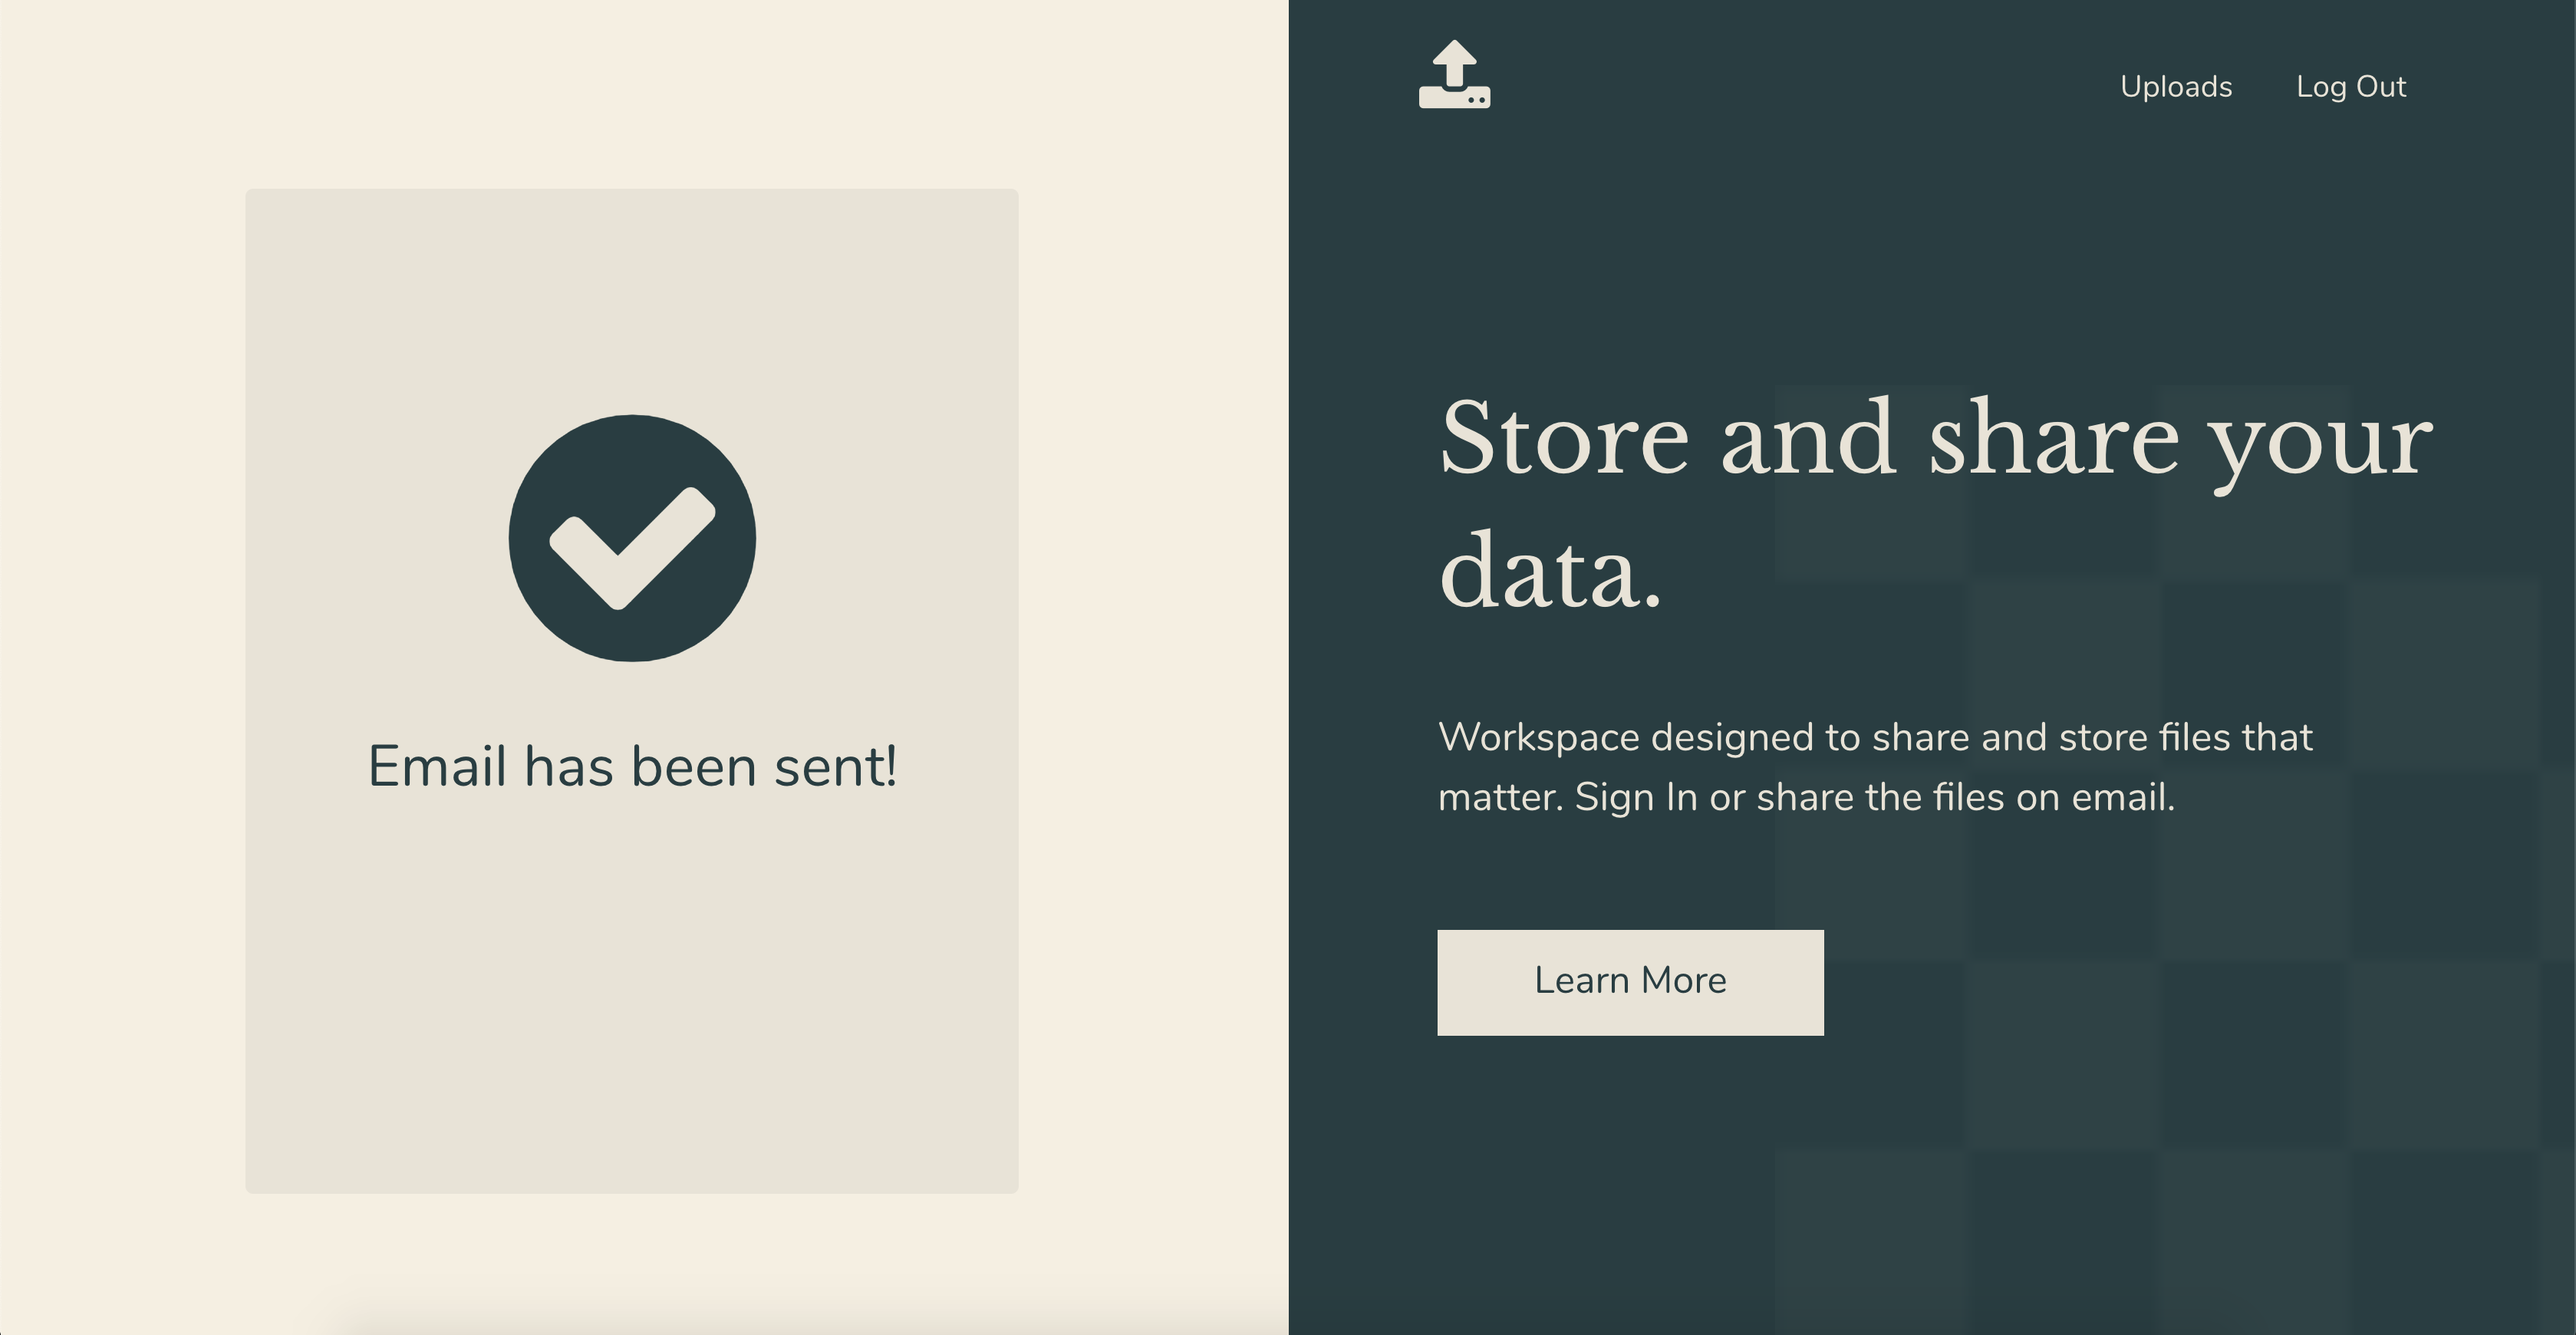 Email has been sent!
Uploads
Log Out
Store and share your
data.
Workspace designed to share and store files that
matter. Sign In or share the files on email.
Learn More